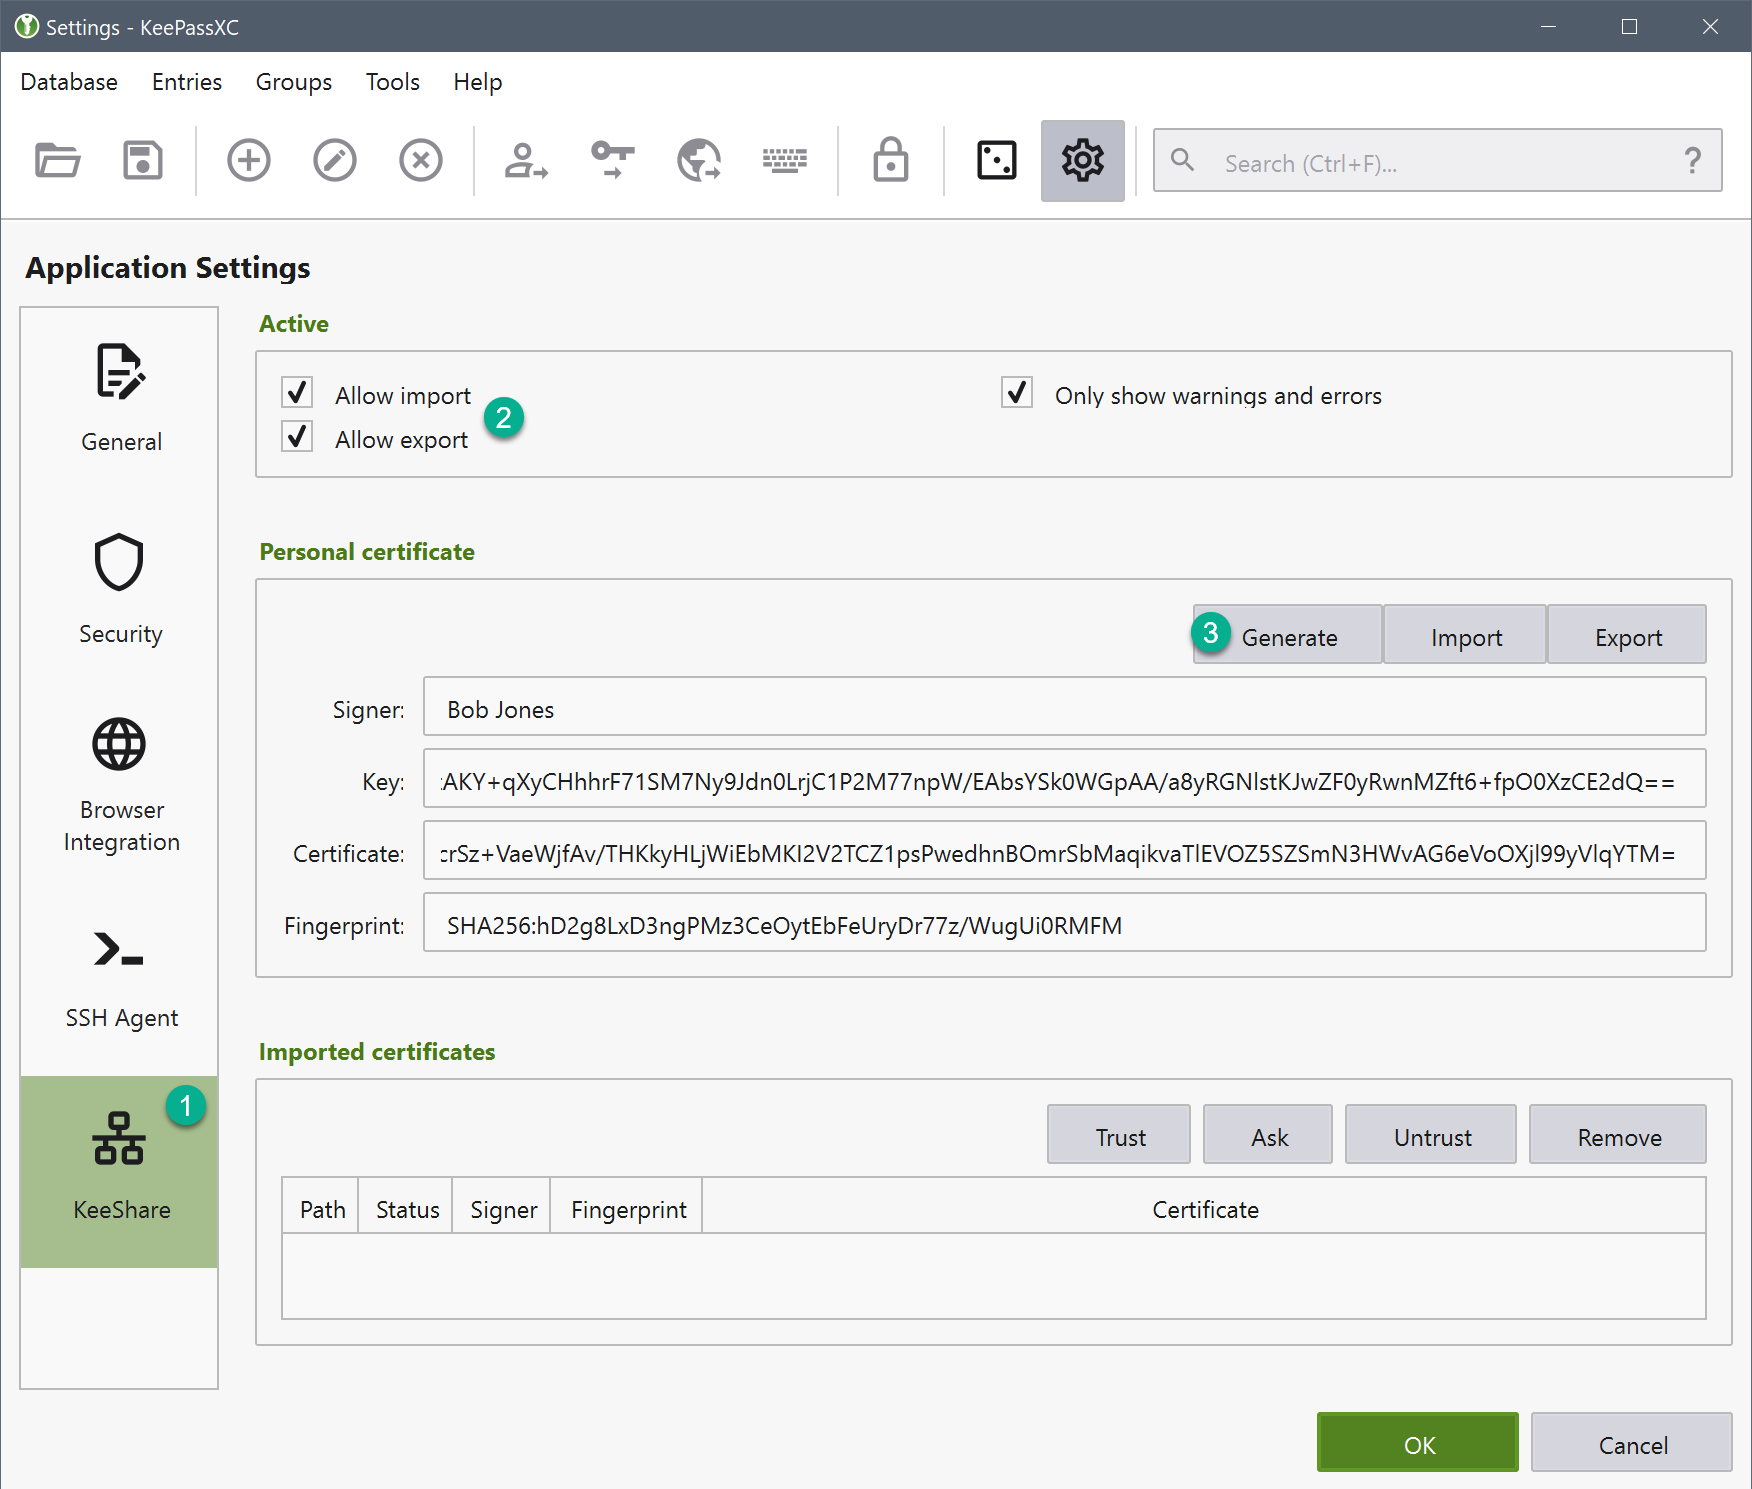 Settings - KeePassXC
Database Entries Groups Tools Help
Search (Ctrl+F)... ?
Application Settings
General
Security
Browser
Integration
SSH Agent
1
KeeShare
Active
Allow import
Allow export
2
Only show warnings and errors
Personal certificate
3 Generate Import Export
Signer: Bob Jones
Key: AKY+qXyCHhhrF71SM7Ny9Jdn0LrjC1P2M77npW/EAbsYSk0WGpAA/a8yRGNlstKJwZF0yRwnMZft6+fpO0XzCE2dQ==
Certificate: crSz+VaeWjfAv/THKkyHLjWiEbMKI2V2TCZ1psPwedhnBOmrSbMaqikvaTlEVOZ5SZSmN3HWvAG6eVoOXjl99yVlqYTM=
Fingerprint: SHA256:hD2g8LxD3ngPMz3CeOytEbFeUryDr77z/WugUi0RMFM
Imported certificates
Trust Ask Untrust Remove
Path Status Signer Fingerprint Certificate
OK Cancel